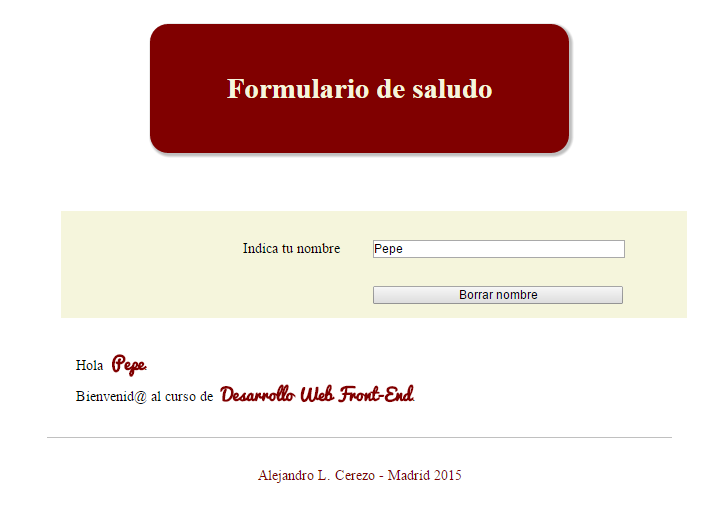 Formulario de saludo
Indica tu nombre Pepe
Borrar nombre
Hola Pepe.
Bienvenid@ al curso de Desarrollo Web Front-End.
Alejandro L. Cerezo - Madrid 2015